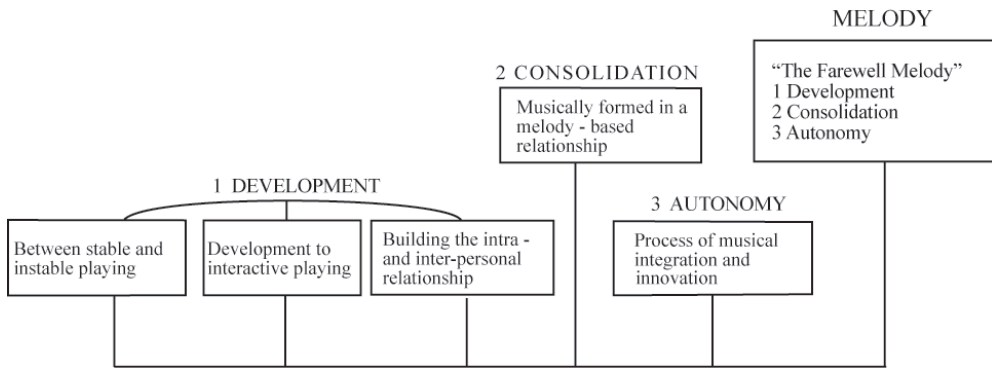 MELODY
"The Farewell Melody"
1 Development
2 Consolidation
3 Autonomy
2 CONSOLIDATION
Musically formed in a
melody - based
relationship
1 DEVELOPMENT
Between stable and
instable playing
Development to
interactive playing
Building the intra -
and inter-personal
relationship
3 AUTONOMY
Process of musical
integration and
innovation